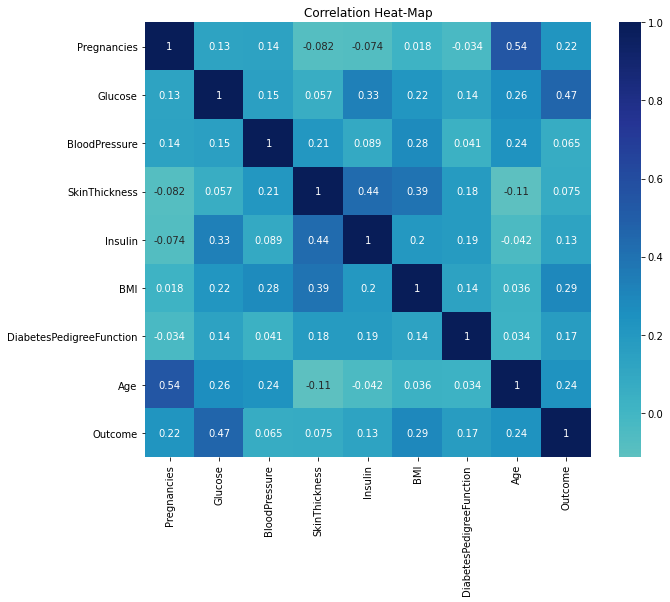 Correlation Heat-Map
Pregnancies 1 0.13 0.14 -0.082 -0.074 0.018 -0.034 0.54 0.22
Glucose 0.13 1 0.15 0.057 0.33 0.22 0.14 0.26 0.47
BloodPressure 0.14 0.15 1 0.21 0.089 0.28 0.041 0.24 0.065
SkinThickness -0.082 0.057 0.21 1 0.44 0.39 0.18 -0.11 0.075
Insulin -0.074 0.33 0.089 0.44 1 0.2 0.19 -0.042 0.13
BMI 0.018 0.22 0.28 0.39 0.2 1 0.14 0.036 0.29
DiabetesPedigreeFunction -0.034 0.14 0.041 0.18 0.19 0.14 1 0.034 0.17
Age 0.54 0.26 0.24 -0.11 -0.042 0.036 0.034 1 0.24
Outcome 0.22 0.47 0.065 0.075 0.13 0.29 0.17 0.24 1
Pregnancies
Glucose
BloodPressure
SkinThickness
Insulin
BMI
DiabetesPedigreeFunction
Age
Outcome
1.0
0.8
0.6
0.4
0.2
0.0